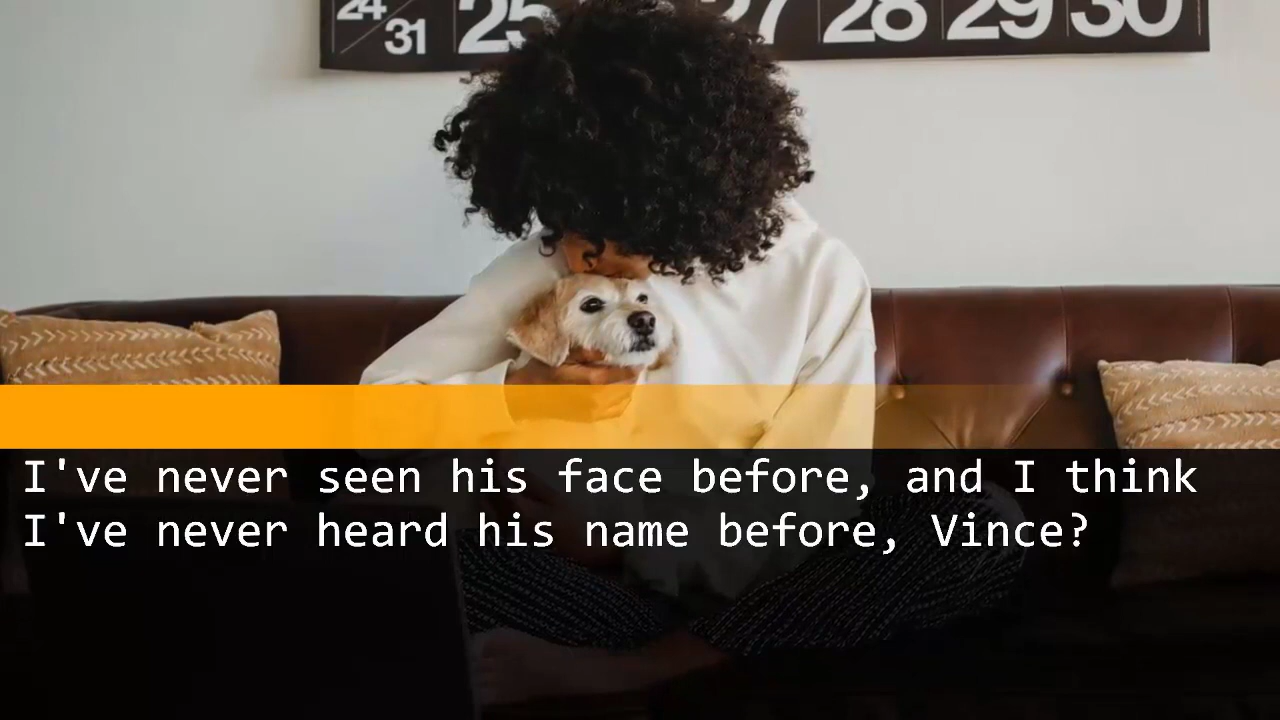 24 25 27 28 29 30
31
I've never seen his face before, and I think
I've never heard his name before, Vince?